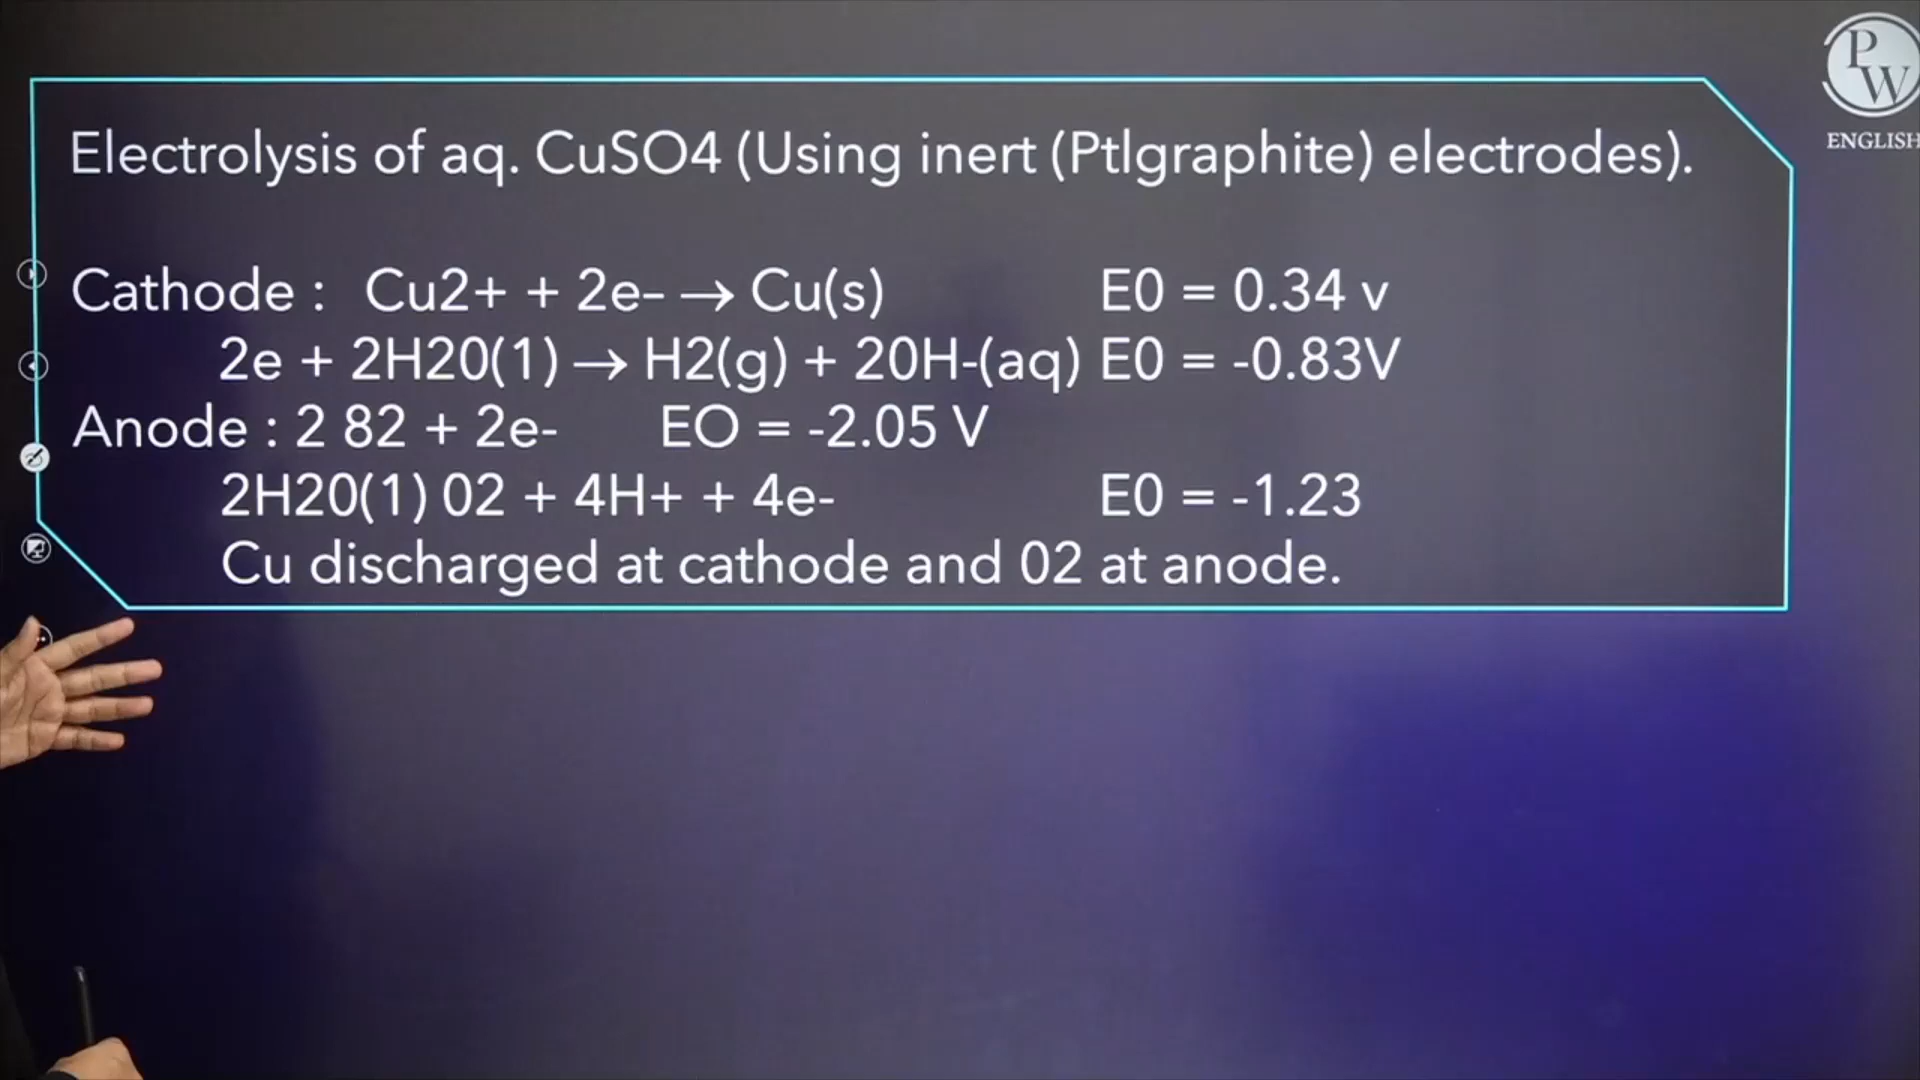 PW
ENGLISH
Electrolysis of aq. CuSO4 (Using inert (Ptlgraphite) electrodes).
Cathode : Cu2+ + 2e- → Cu(s) E0 = 0.34 v
2e + 2H20(1) → H2(g) + 20H-(aq) E0 = -0.83V
Anode : 2 82 + 2e- EO = -2.05 V
2H20(1) 02 + 4H+ + 4e- E0 = -1.23
Cu discharged at cathode and 02 at anode.